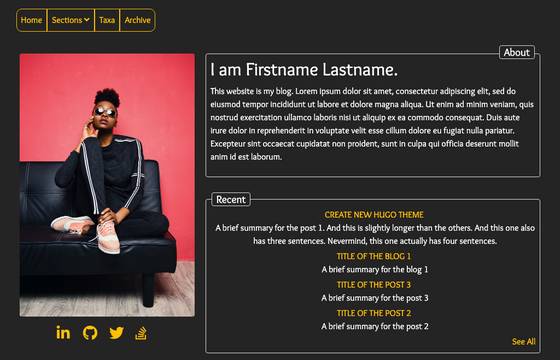 Home Sections Taxa Archive
About
I am Firstname Lastname.
This website is my blog. Lorem ipsum dolor sit amet, consectetur adipiscing elit, sed do
eiusmod tempor incididunt ut labore et dolore magna aliqua. Ut enim ad minim veniam, quis
nostrud exercitation ullamco laboris nisi ut aliquip ex ea commodo consequat. Duis aute
irure dolor in reprehenderit in voluptate velit esse cillum dolore eu fugiat nulla pariatur.
Excepteur sint occaecat cupidatat non proident, sunt in culpa qui officia deserunt mollit
anim id est laborum.
Recent
CREATE NEW HUGO THEME
A brief summary for the post 1. And this is slightly longer than the others. And this one also
has three sentences. Nevermind, this one actually has four sentences.
TITLE OF THE BLOG 1
A brief summary for the blog 1
TITLE OF THE POST 3
A brief summary for the post 3
TITLE OF THE POST 2
A brief summary for the post 2
See All